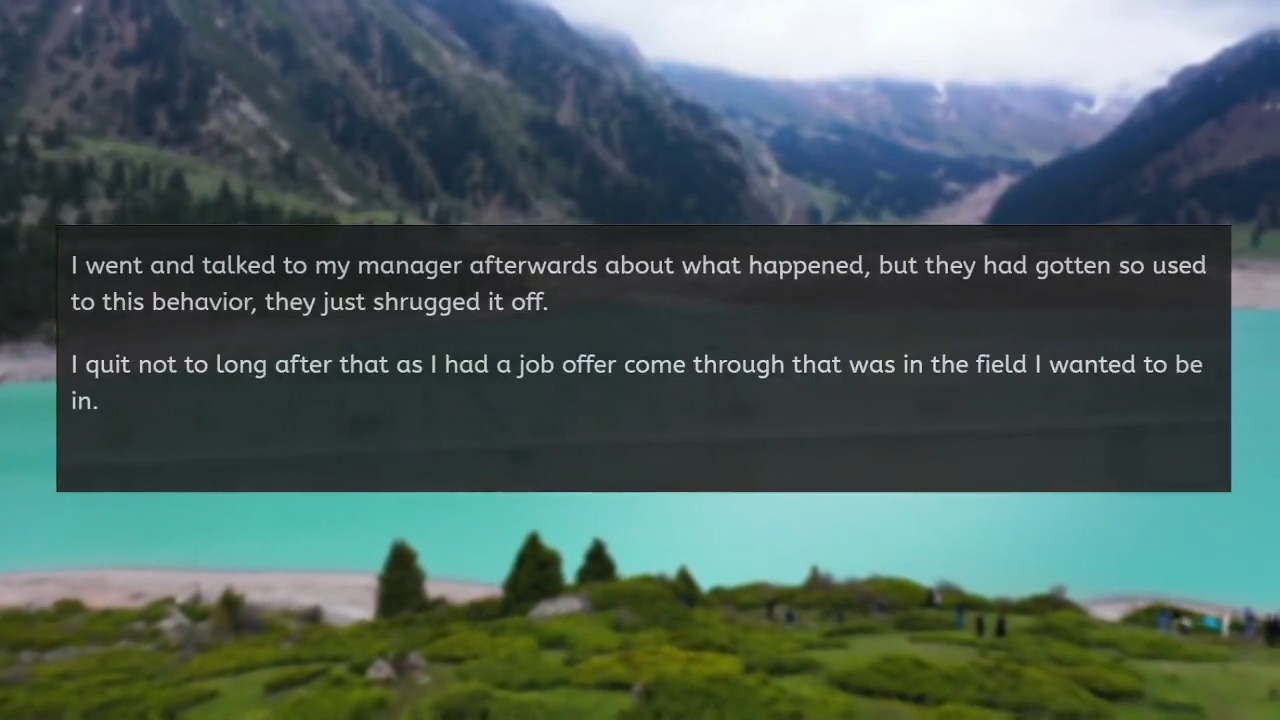 I went and talked to my manager afterwards about what happened, but they had gotten so used
to this behavior, they just shrugged it off.
I quit not to long after that as I had a job offer come through that was in the field I wanted to be
in.